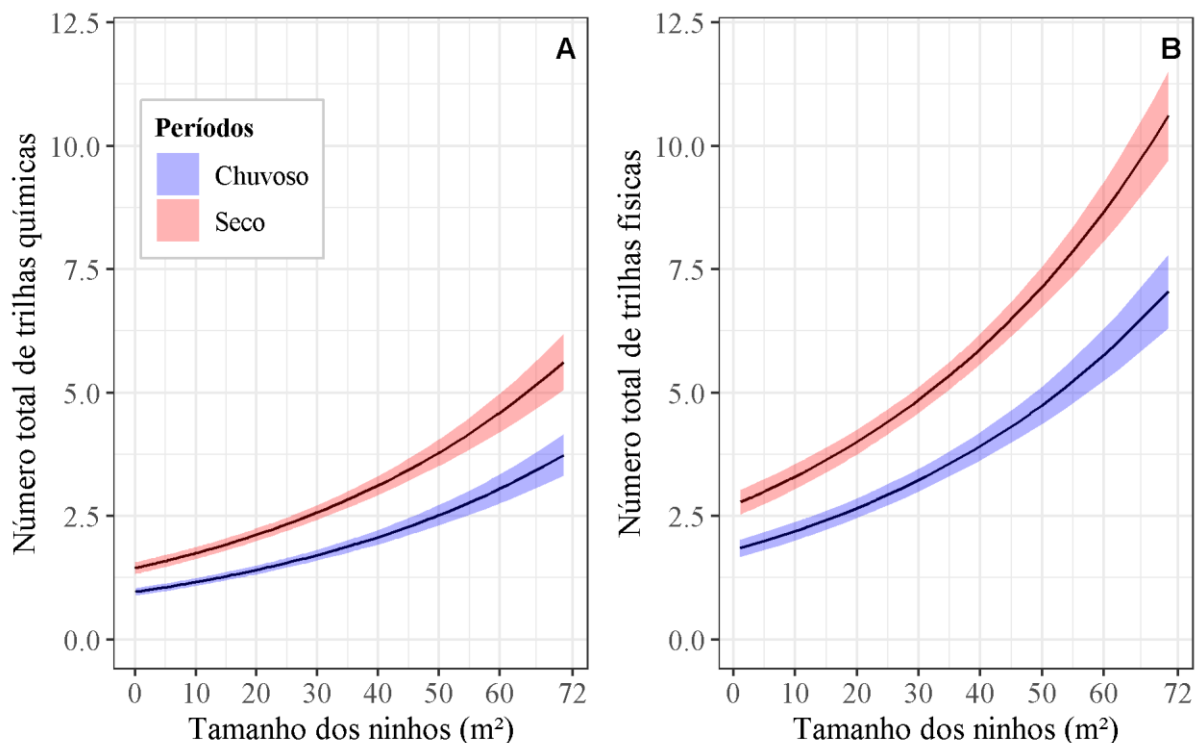 A
Número total de trilhas químicas
12.5
10.0
7.5
5.0
2.5
0.0
Períodos
Chuvoso
Seco
0 10 20 30 40 50 60 72
Tamanho dos ninhos (m²)
B
Número total de trilhas físicas
12.5
10.0
7.5
5.0
2.5
0.0
0 10 20 30 40 50 60 72
Tamanho dos ninhos (m²)